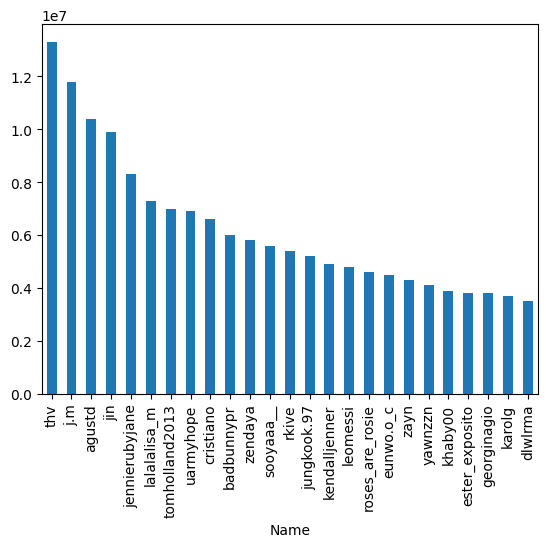 1e7
1.2
1.0
0.8
0.6
0.4
0.2
0.0
thv
j.m
agustd
jin
jennierubyjane
lalalalisa_m
tomholland2013
uarmyhope
cristiano
badbunnypr
zendaya
sooyaaa__
rkive
jungkook.97
kendalljenner
leomessi
roses_are_rosie
eunwo.o_c
zayn
yawnzzn
khaby00
ester_exposito
georginagio
karolg
dlwlrma
Name